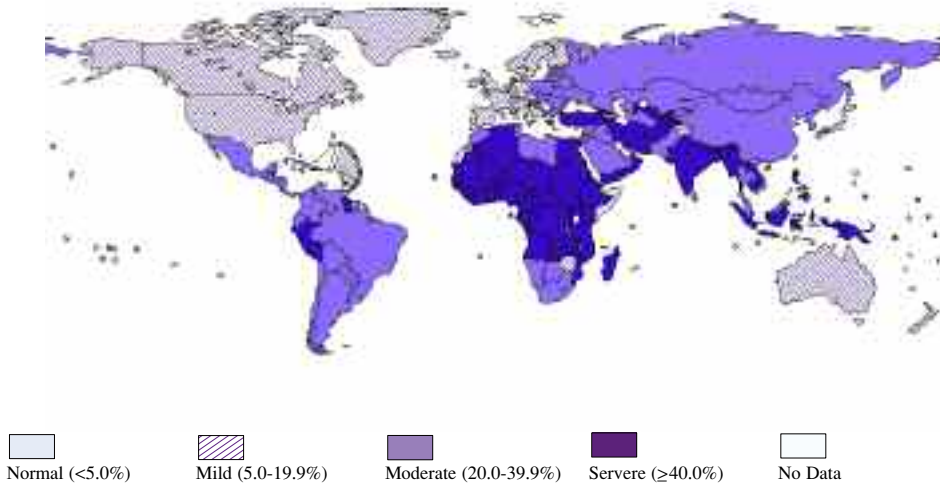 Normal (<5.0%)
Mild (5.0-19.9%)
Moderate (20.0-39.9%)
Servere (≥40.0%)
No Data